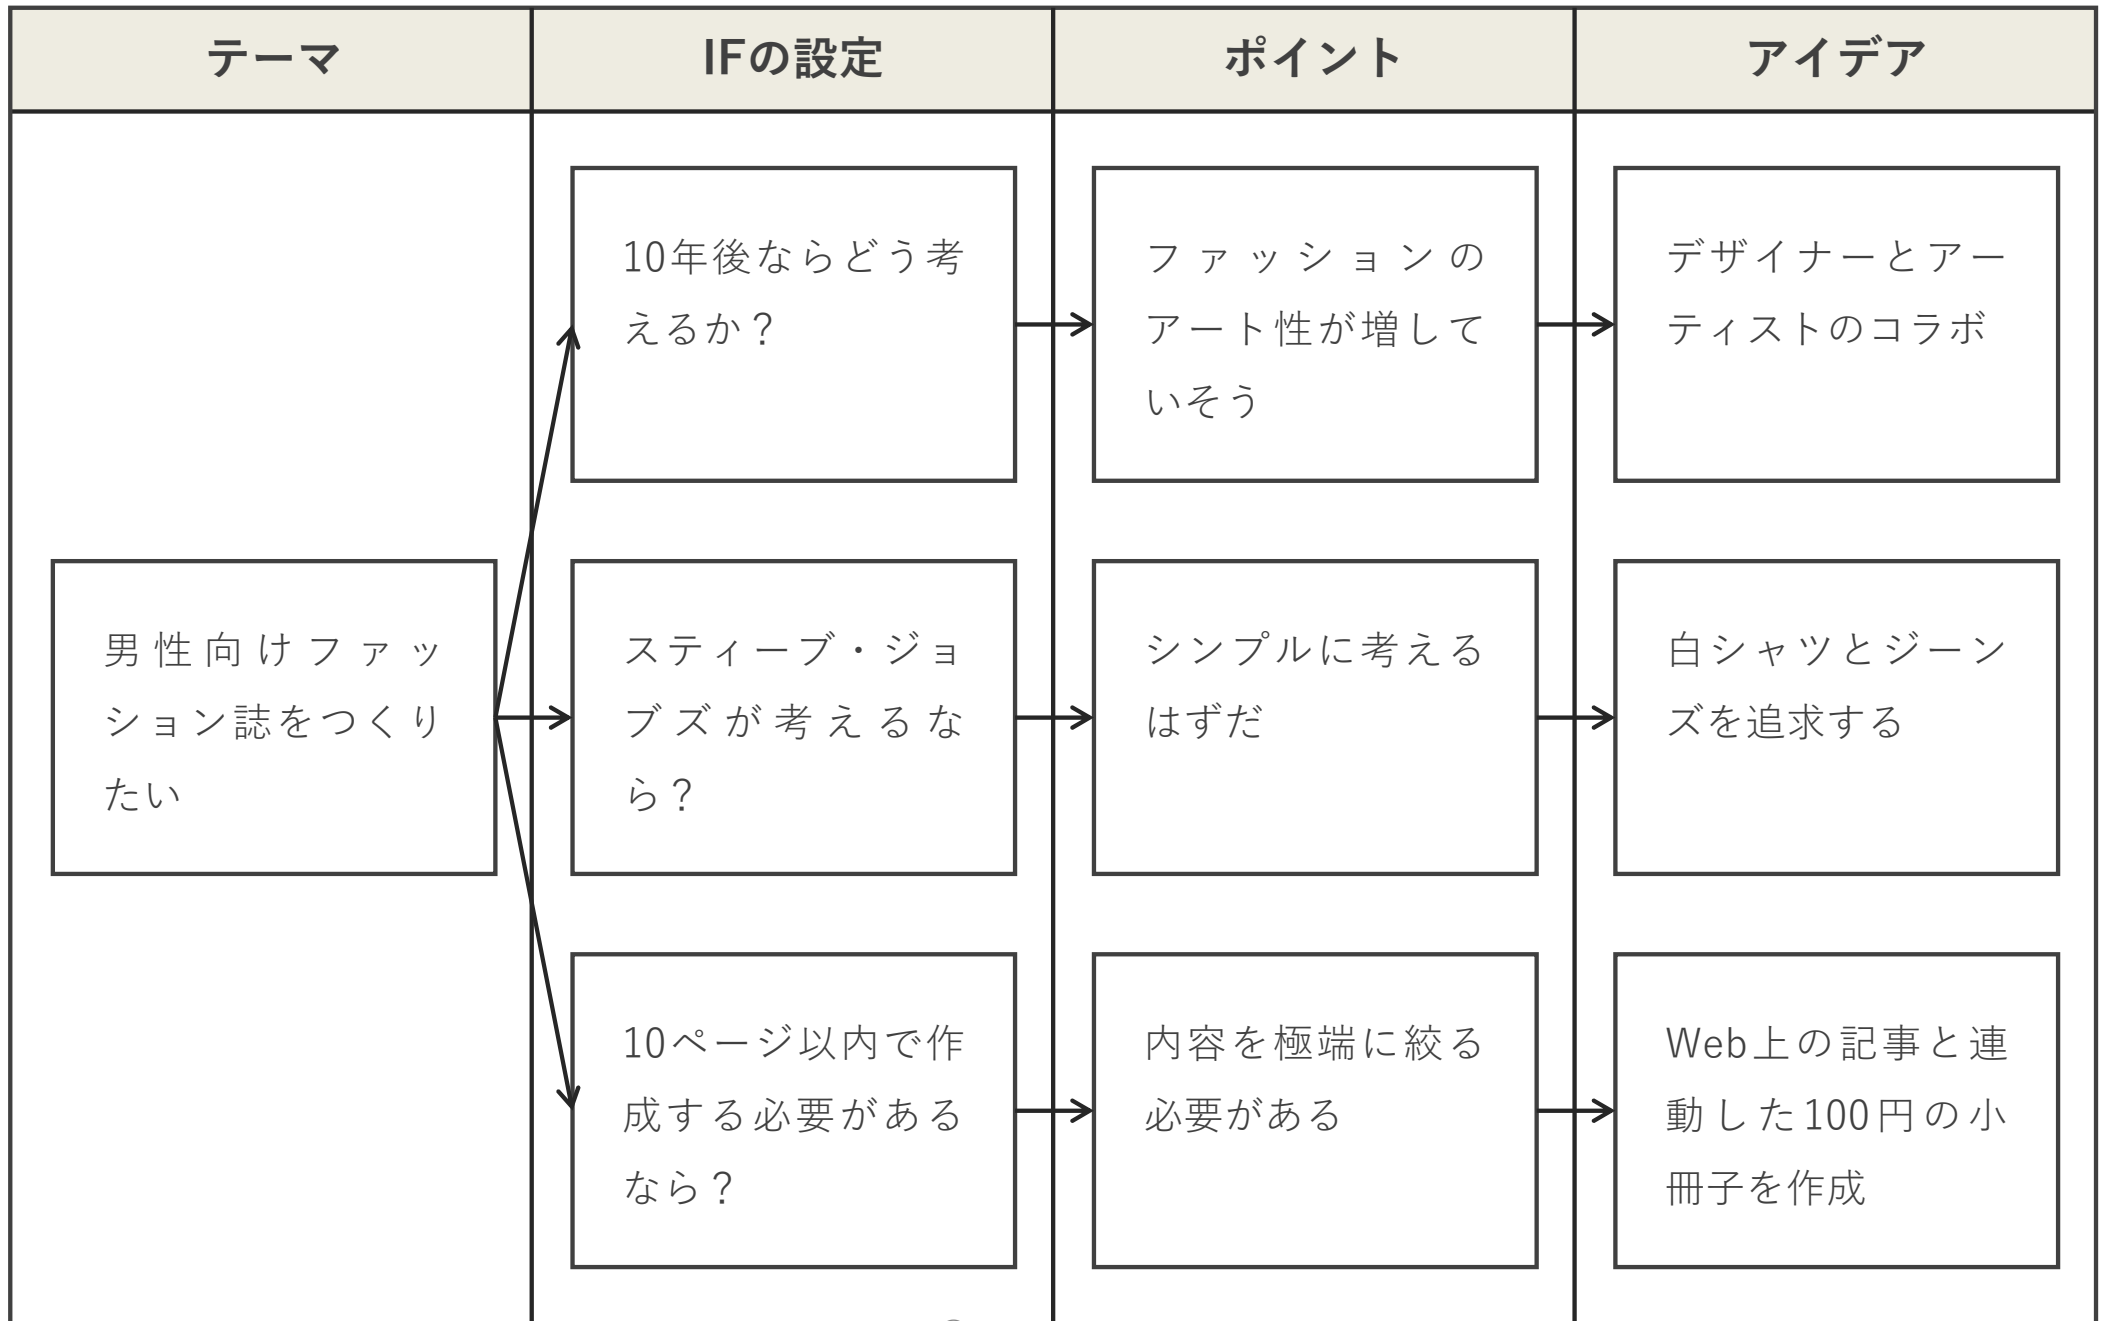 テーマ
IFの設定
ポイント
アイデア
男性向けファッ
ション誌をつくり
たい
10年後ならどう考
えるか？
ファッションの
アート性が増して
いそう
デザイナーとアー
ティストのコラボ
スティーブ・ジョ
ブズが考えるな
ら？
シンプルに考える
はずだ
白シャツとジーン
ズを追求する
10ページ以内で作
成する必要がある
なら？
内容を極端に絞る
必要がある
Web上の記事と連
動した100円の小
冊子を作成